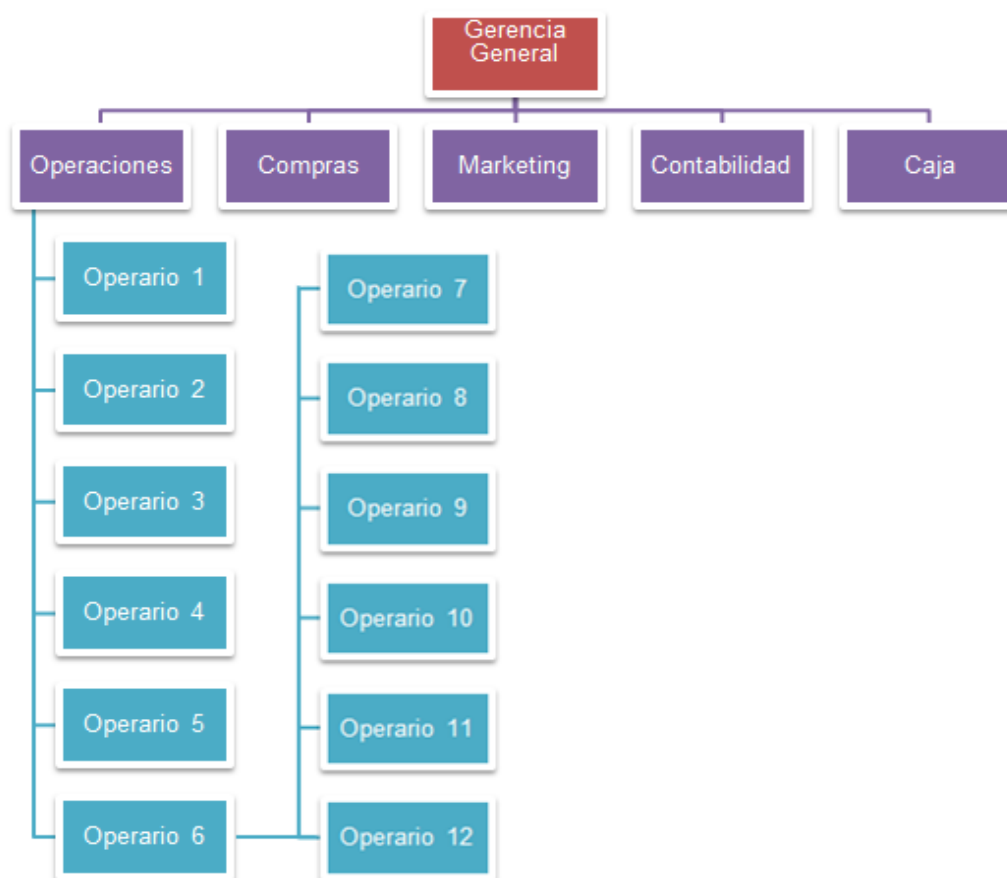 Gerencia
General
Operaciones
Compras
Marketing
Contabilidad
Caja
Operario 1
Operario 2
Operario 3
Operario 4
Operario 5
Operario 6
Operario 7
Operario 8
Operario 9
Operario 10
Operario 11
Operario 12